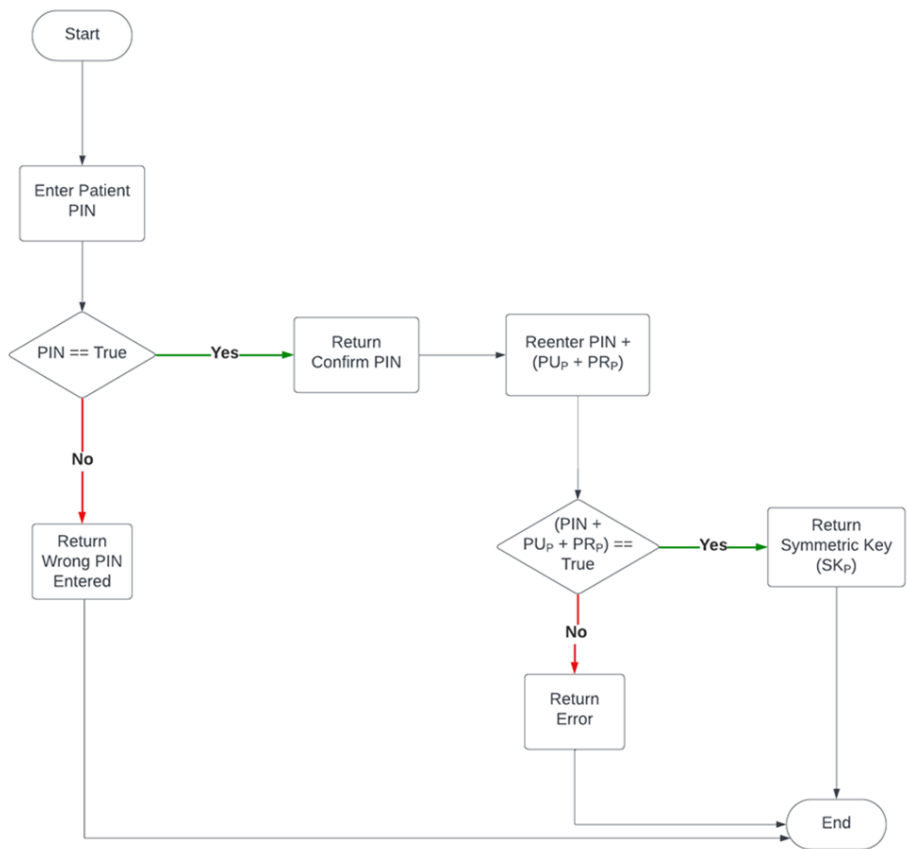 Start
Enter Patient
PIN
PIN == True
Yes
Return
Confirm PIN
Reenter PIN +
(PUₚ + PRₚ)
No
Return
Wrong PIN
Entered
(PIN +
PUₚ + PRₚ) ==
True
Yes
Return
Symmetric Key
(SKₚ)
No
Return
Error
End